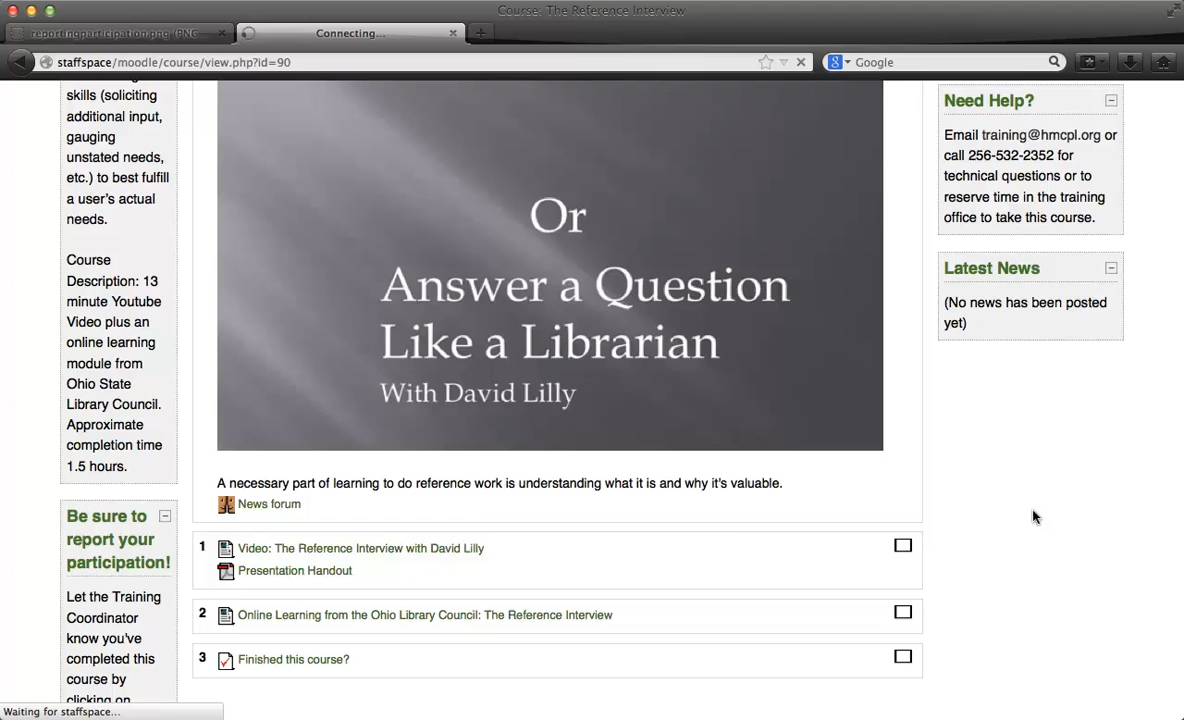 Course: The Reference Interview
reportingparticipation.png (PNG...
Connecting...
staffspace/moodle/course/view.php?id=90
Google
skills (soliciting
additional input,
gauging
unstated needs,
etc.) to best fulfill
a user's actual
needs.
Course
Description: 13
minute Youtube
Video plus an
online learning
module from
Ohio State
Library Council.
Approximate
completion time
1.5 hours.
Be sure to
report your
participation!
Let the Training
Coordinator
know you've
completed this
course by
clicking on
Or
Answer a Question
Like a Librarian
With David Lilly
A necessary part of learning to do reference work is understanding what it is and why it's valuable.
News forum
1 Video: The Reference Interview with David Lilly
Presentation Handout
2 Online Learning from the Ohio Library Council: The Reference Interview
3 Finished this course?
Need Help?
Email training@hmcpl.org or
call 256-532-2352 for
technical questions or to
reserve time in the training
office to take this course.
Latest News
(No news has been posted
yet)
Waiting for staffspace...